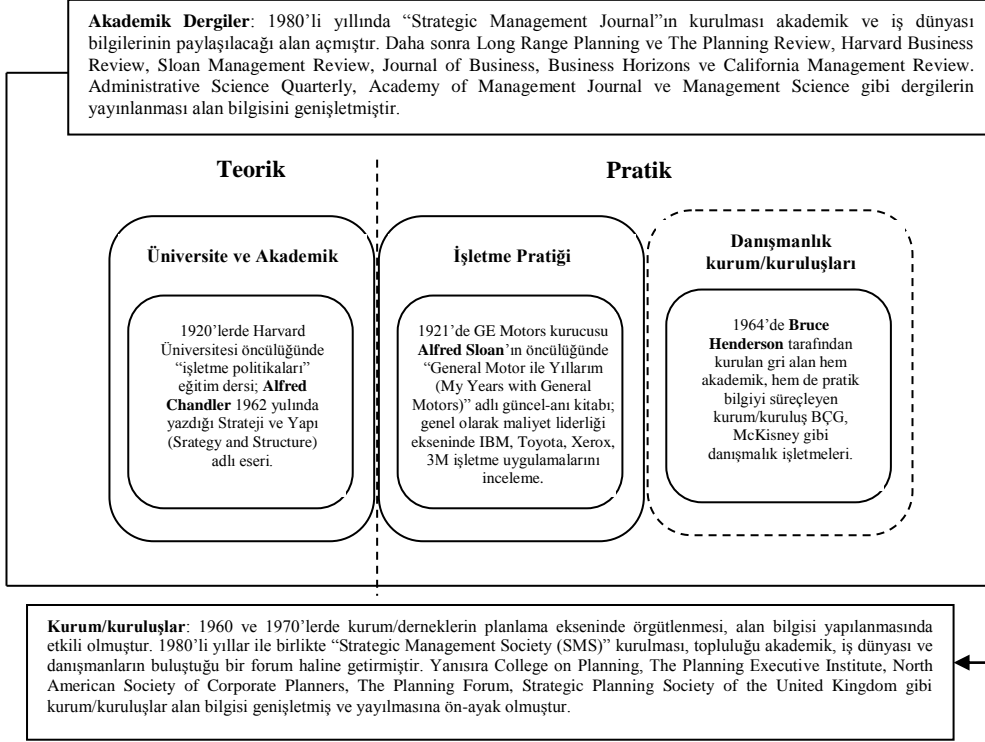 Akademik Dergiler: 1980’li yıllında “Strategic Management Journal”ın kurulması akademik ve iş dünyası
bilgilerinin paylaşılacağı alan açmıştır. Daha sonra Long Range Planning ve The Planning Review, Harvard Business
Review, Sloan Management Review, Journal of Business, Business Horizons ve California Management Review.
Administrative Science Quarterly, Academy of Management Journal ve Management Science gibi dergilerin
yayınlanması alan bilgisini genişletmiştir.
Teorik
Pratik
Üniversite ve Akademik
1920’lerde Harvard
Üniversitesi öncülüğünde
“işletme politikaları”
eğitim dersi; Alfred
Chandler 1962 yılında
yazdığı Strateji ve Yapı
(Srategy and Structure)
adlı eseri.
İşletme Pratiği
1921’de GE Motors kurucusu
Alfred Sloan’ın öncülüğünde
“General Motor ile Yıllarım
(My Years with General
Motors)” adlı güncel-anı kitabı;
genel olarak maliyet liderliği
ekseninde IBM, Toyota, Xerox,
3M işletme uygulamalarını
inceleme.
Danışmanlık
kurum/kuruluşları
1964’de Bruce
Henderson tarafından
kurulan gri alan hem
akademik, hem de pratik
bilgiyi süreçleyen
kurum/kuruluş BÇG,
McKisney gibi
danışmalık işletmeleri.
Kurum/kuruluşlar: 1960 ve 1970’lerde kurum/derneklerin planlama ekseninde örgütlenmesi, alan bilgisi yapılanmasında
etkili olmuştur. 1980’li yıllar ile birlikte “Strategic Management Society (SMS)” kurulması, topluluğu akademik, iş dünyası ve
danışmanların buluştuğu bir forum haline getirmiştir. Yanısıra College on Planning, The Planning Executive Institute, North
American Society of Corporate Planners, The Planning Forum, Strategic Planning Society of the United Kingdom gibi
kurum/kuruluşlar alan bilgisi genişletmiş ve yayılmasına ön-ayak olmuştur.